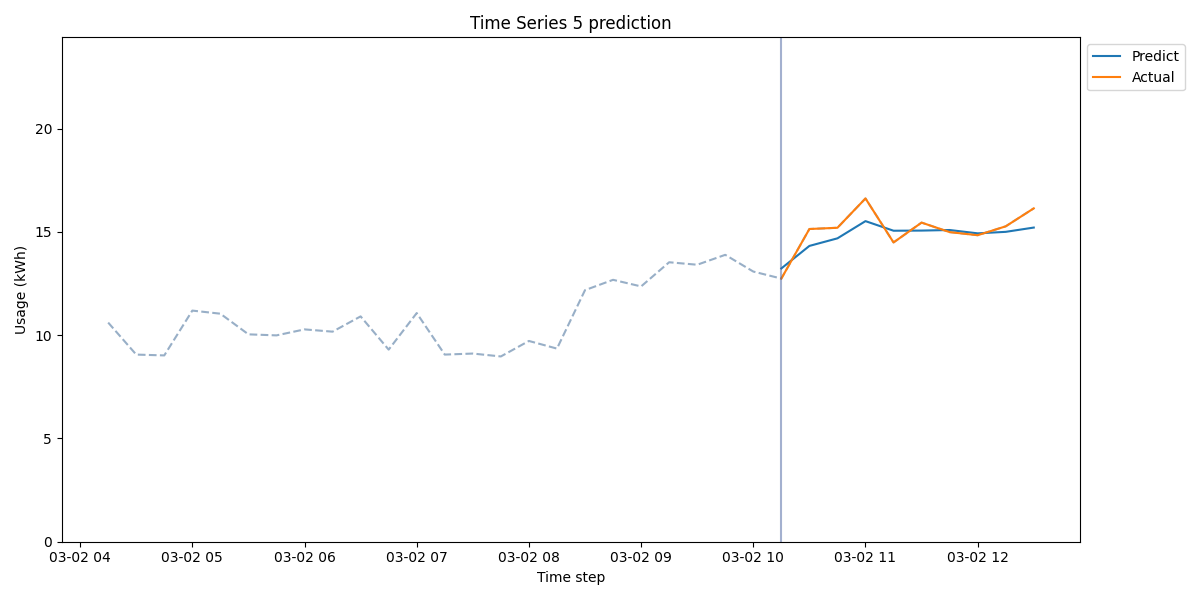 Time Series 5 prediction
Predict
Actual
Usage (kWh)
20
15
10
5
0
03-02 04 03-02 05 03-02 06 03-02 07 03-02 08 03-02 09 03-02 10 03-02 11 03-02 12
Time step